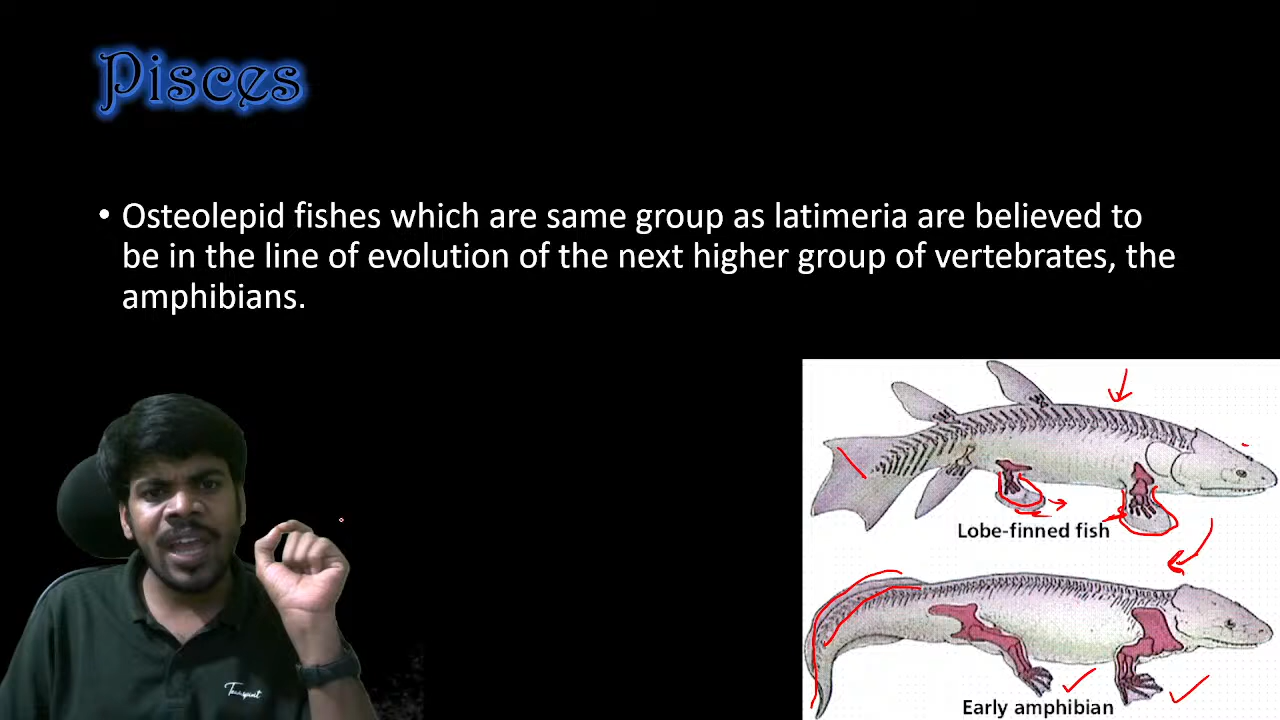 Pisces
• Osteolepid fishes which are same group as latimeria are believed to
be in the line of evolution of the next higher group of vertebrates, the
amphibians.
Lobe-finned fish
Early amphibian